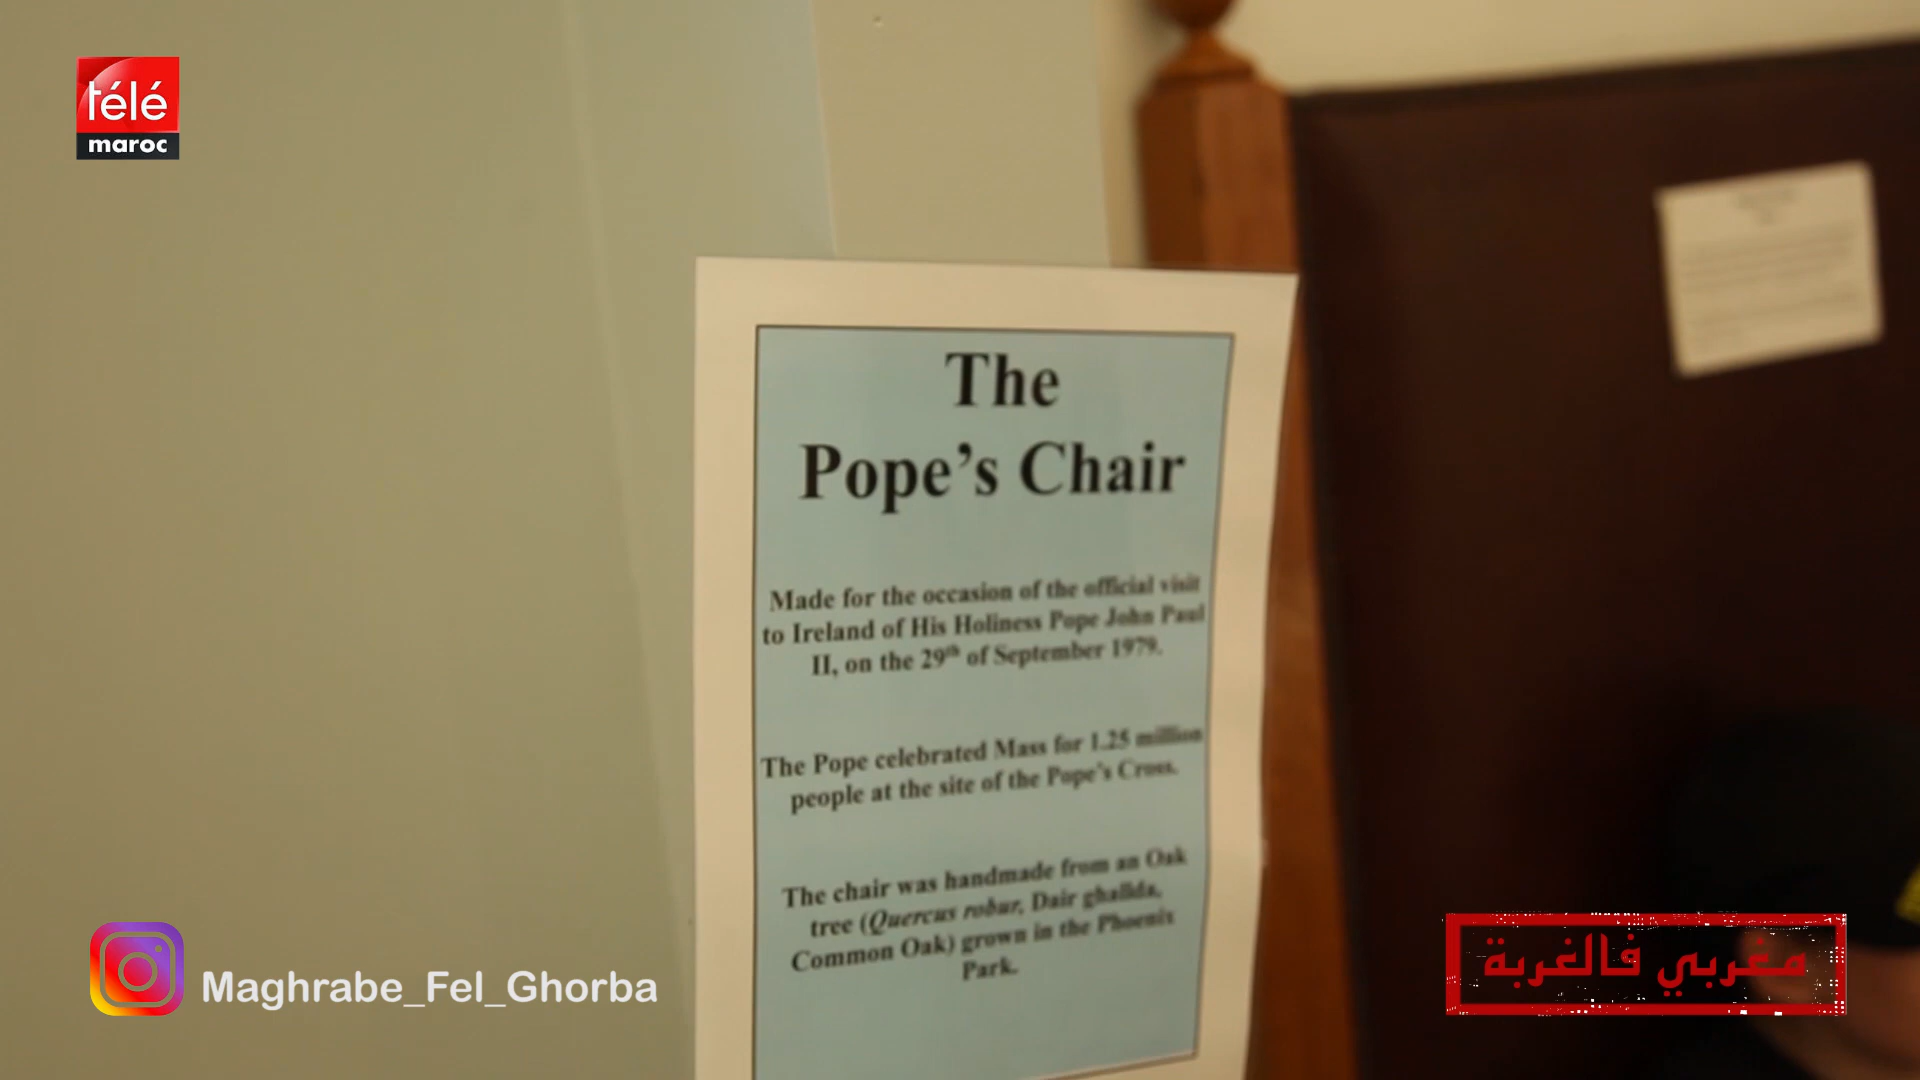 télé
maroc
The
Pope's Chair
Made for the occasion of the official visit
to Ireland of His Holiness Pope John Paul
II, on the 29th of September 1979.
The Pope celebrated Mass for 1.25 million
people at the site of the Pope's Cross.
The chair was handmade from an Oak
tree (Quercus robur, Dair ghallda,
Common Oak) grown in the Phoenix
Park.
Maghrabe_Fel_Ghorba
مغربي فالغربة